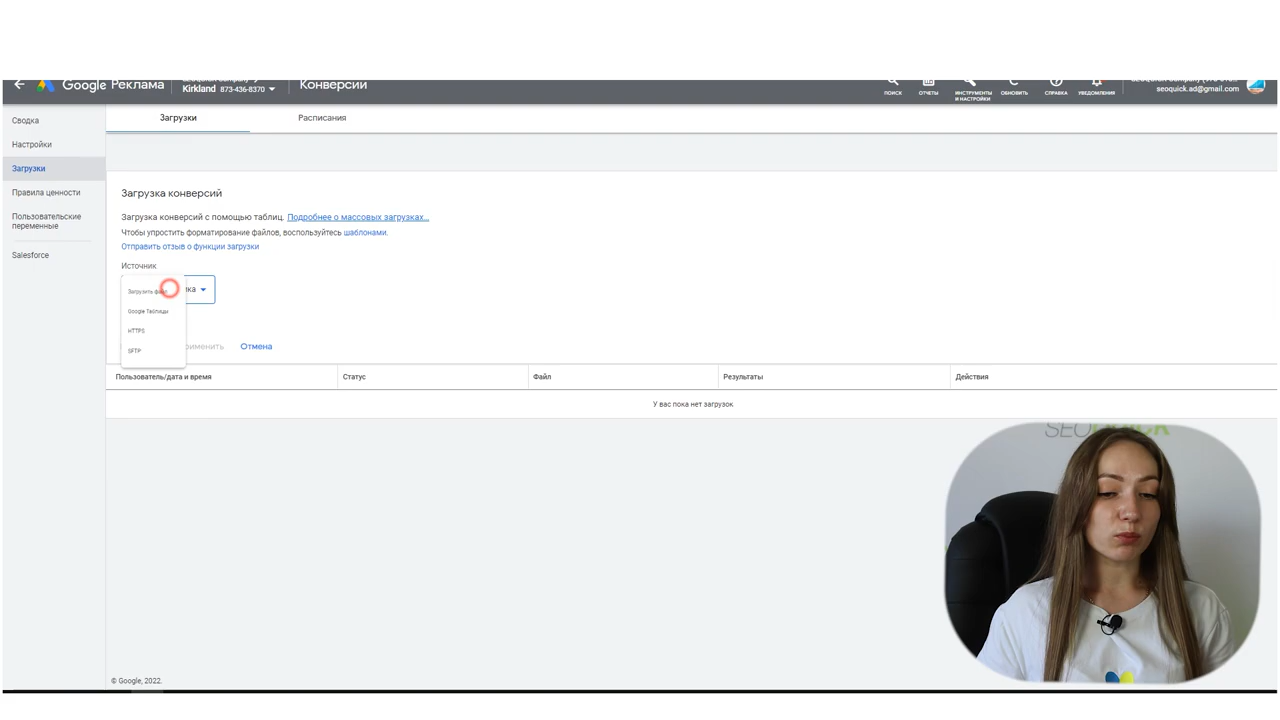 Google Реклама
Kirkland 873-436-8370
Конверсии
ПОИСК
ОТЧЕТЫ
ИНСТРУМЕНТЫ
И НАСТРОЙКИ
ОБНОВИТЬ
СПРАВКА
УВЕДОМЛЕНИЯ
seoquick.ad@gmail.com
Сводка
Настройки
Загрузки
Правила ценности
Пользовательские
переменные
Salesforce
Загрузки
Расписания
Загрузка конверсий
Загрузка конверсий с помощью таблиц. Подробнее о массовых загрузках...
Чтобы упростить форматирование файлов, воспользуйтесь шаблонами.
Отправить отзыв о функции загрузки
Источник
Загрузить файл
Google Таблицы
HTTPS
SFTP
Отмена
Пользователь/дата и время
Статус
Файл
Результаты
Действия
У вас пока нет загрузок
SEOQUICK
© Google, 2022.